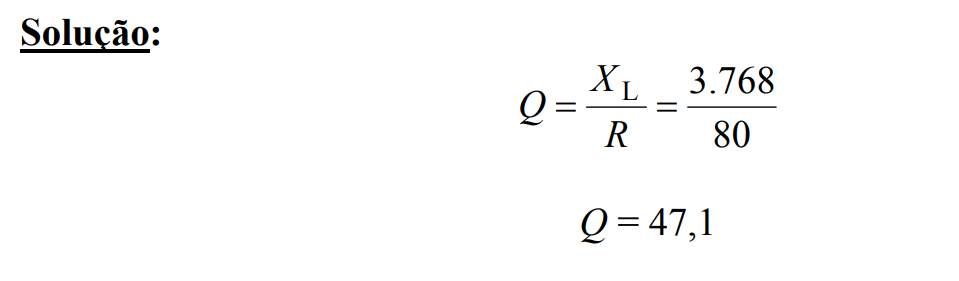 Solução:
Q = X_L / R = 3.768 / 80
Q = 47,1